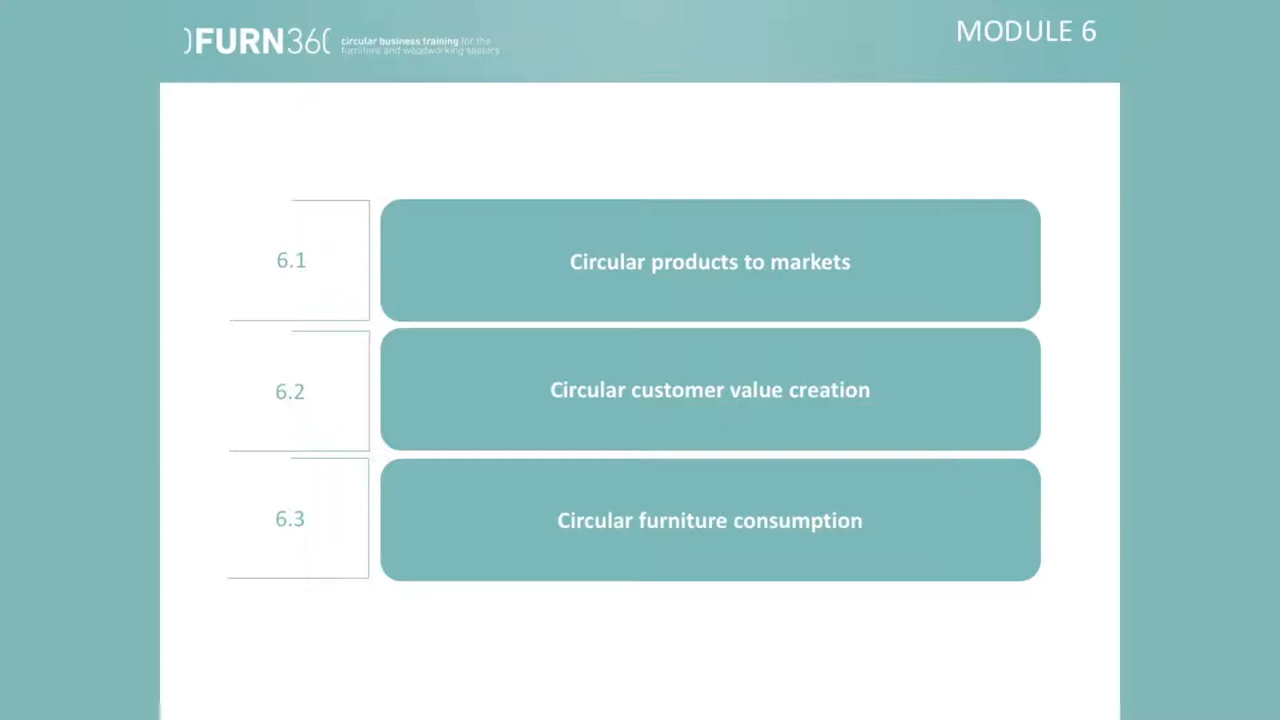 FURN360 circular business training for the
furniture and woodworking sectors
MODULE 6
6.1
Circular products to markets
6.2
Circular customer value creation
6.3
Circular furniture consumption